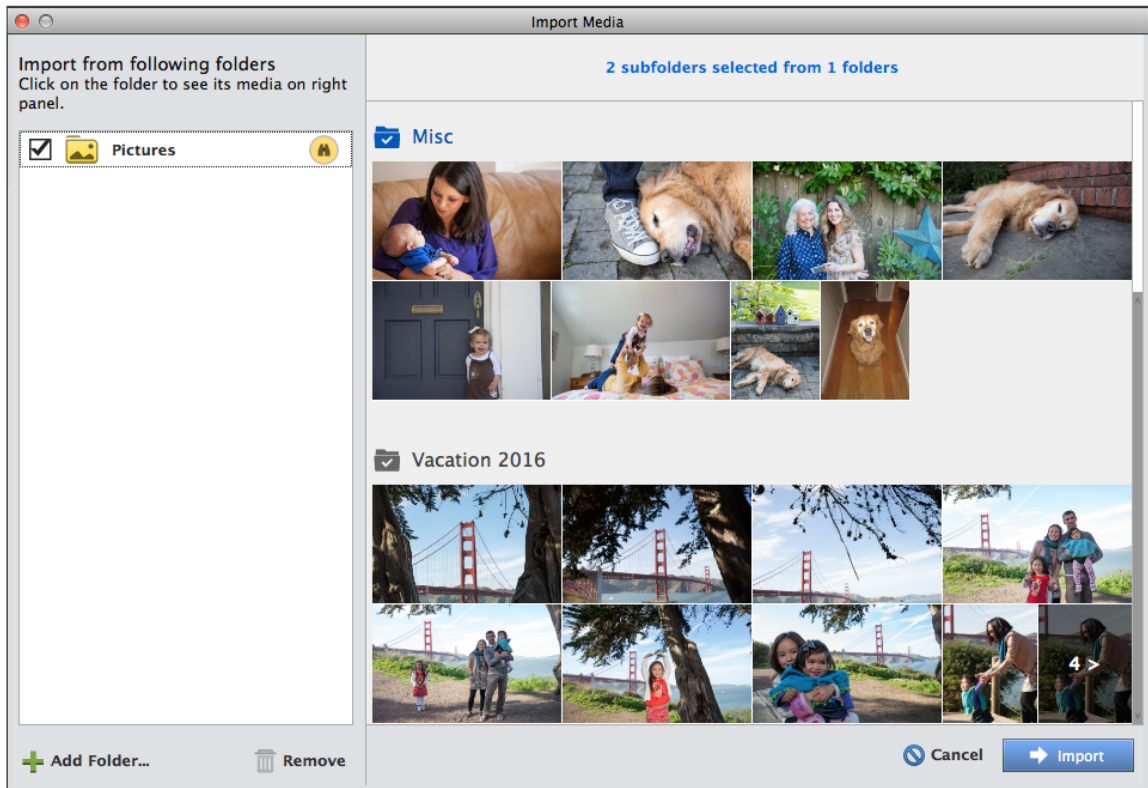 Import Media
Import from following folders
Click on the folder to see its media on right
panel.
Pictures
Add Folder...
Remove
2 subfolders selected from 1 folders
Misc
Vacation 2016
4 >
Cancel
Import